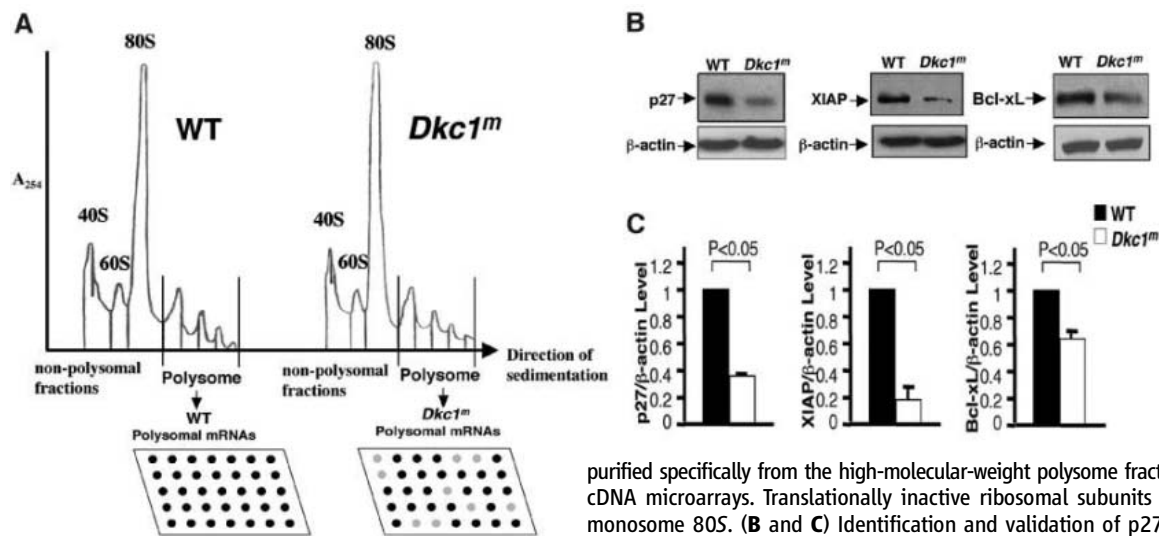 A
80S
80S
WT
Dkc1ᵐ
A₂₅₄
40S
60S
40S
60S
non-polysomal
fractions
Polysome
non-polysomal
fractions
Polysome
Direction of
sedimentation
WT
Polysomal mRNAs
Dkc1ᵐ
Polysomal mRNAs
B
WT Dkc1ᵐ
WT Dkc1ᵐ
WT Dkc1ᵐ
p27
XIAP
Bcl-xL
β-actin
β-actin
β-actin
C
WT
Dkc1ᵐ
P<0.05
P<0.05
P<0.05
p27/β-actin Level
1.2
1
0.8
0.6
0.4
0.2
0
XIAP/β-actin Level
1.2
1
0.8
0.6
0.4
0.2
0
Bcl-xL/β-actin Level
1.2
1
0.8
0.6
0.4
0.2
0
purified specifically from the high-molecular-weight polysome fract
cDNA microarrays. Translationally inactive ribosomal subunits
monosome 80S. (B and C) Identification and validation of p27